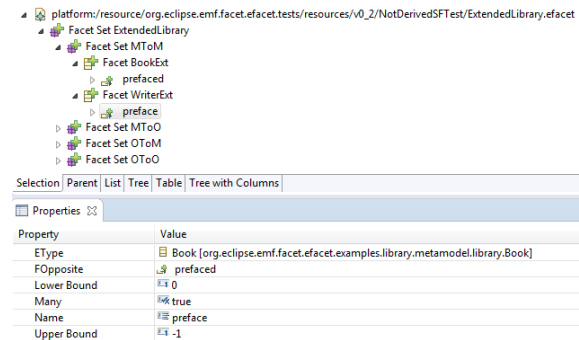 platform:/resource/org.eclipse.emf.facet.efacet.tests/resources/v0_2/NotDerivedSFTest/ExtendedLibrary.efacet
Facet Set ExtendedLibrary
Facet Set MToM
Facet BookExt
prefaced
Facet WriterExt
preface
Facet Set MToO
Facet Set OToM
Facet Set OToO
Selection Parent List Tree Table Tree with Columns
Properties
Property Value
EType Book [org.eclipse.emf.facet.efacet.examples.library.metamodel.library.Book]
FOpposite prefaced
Lower Bound 0
Many true
Name preface
Upper Bound -1